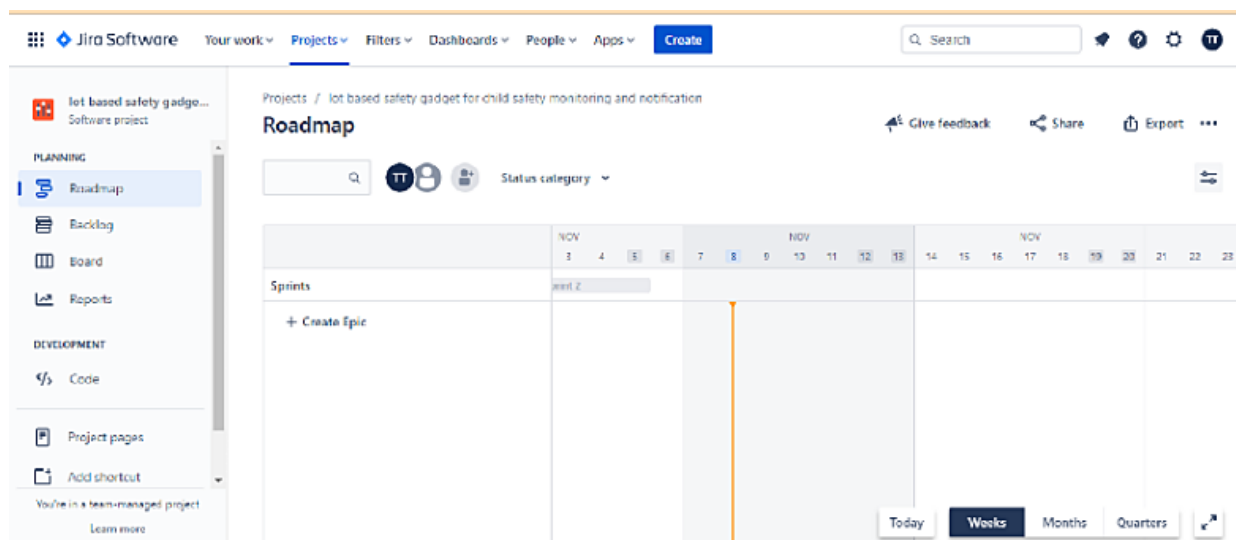 Jira Software Your work Projects Filters Dashboards People Apps Create Search TT
Iot based safety gadge...
Software project
PLANNING
Roadmap
Backlog
Board
Reports
DEVELOPMENT
Code
Project pages
Add shortcut
You're in a team-managed project
Learn more
Projects / Iot based safety gadget for child safety monitoring and notification
Roadmap
Give feedback Share Export
TT Status category
NOV NOV NOV
3 4 5 6 7 8 9 10 11 12 13 14 15 16 17 18 19 20 21 22 23
Sprints
2
+ Create Epic
Today Weeks Months Quarters